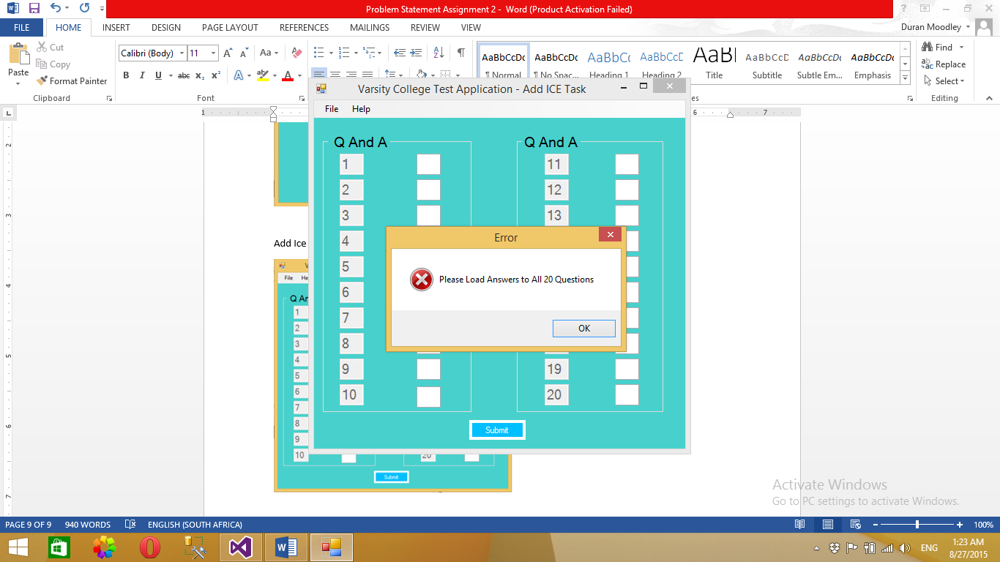 Problem Statement Assignment 2 - Word (Product Activation Failed)
FILE HOME INSERT DESIGN PAGE LAYOUT REFERENCES MAILINGS REVIEW VIEW Duran Moodley
Paste
Cut
Copy
Format Painter
Clipboard
Calibri (Body) 11
B I U abc x2 x2
Font
AaBbCcDc AaBbCcDc AaBbCc AaBbCcC AaBl AaBbCcD AaBbCcDc AaBbCcDc
¶ Normal ¶ No Spac... Heading 1 Heading 2 Title Subtitle Subtle Em... Emphasis
Find
Replace
Select
Editing
Varsity College Test Application - Add ICE Task
File Help
Q And A
1
2
3
4
5
6
7
8
9
10
Q And A
11
12
13
19
20
Error
Please Load Answers to All 20 Questions
OK
Submit
Add Ice
File He
Q An
1
2
3
4
5
6
7
8
9
10
20
Submit
Activate Windows
Go to PC settings to activate Windows.
PAGE 9 OF 9 940 WORDS ENGLISH (SOUTH AFRICA) 100%
ENG
1:23 AM
8/27/2015